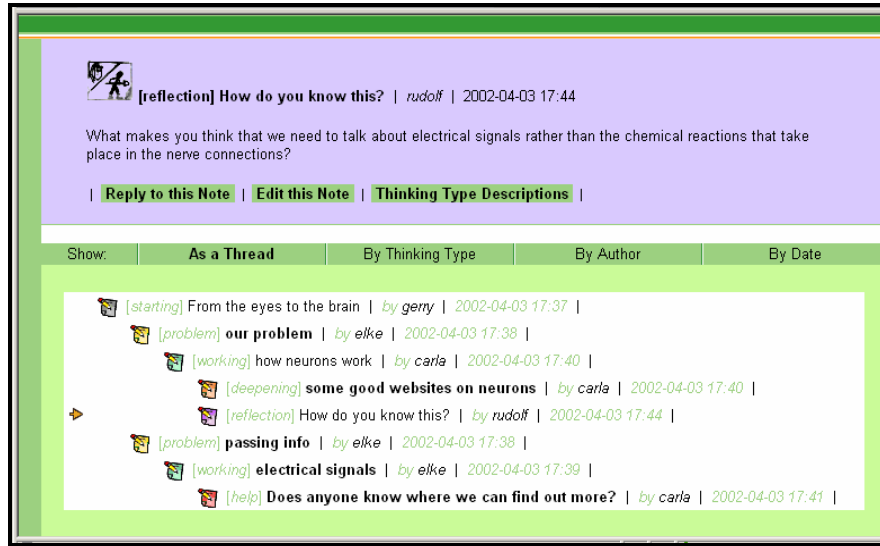 [reflection] How do you know this? | rudolf | 2002-04-03 17:44
What makes you think that we need to talk about electrical signals rather than the chemical reactions that take
place in the nerve connections?
| Reply to this Note | Edit this Note | Thinking Type Descriptions |
Show: As a Thread By Thinking Type By Author By Date
[starting] From the eyes to the brain | by gerry | 2002-04-03 17:37 |
[problem] our problem | by elke | 2002-04-03 17:38 |
[working] how neurons work | by carla | 2002-04-03 17:40 |
[deepening] some good websites on neurons | by carla | 2002-04-03 17:40 |
[reflection] How do you know this? | by rudolf | 2002-04-03 17:44 |
[problem] passing info | by elke | 2002-04-03 17:38 |
[working] electrical signals | by elke | 2002-04-03 17:39 |
[help] Does anyone know where we can find out more? | by carla | 2002-04-03 17:41 |